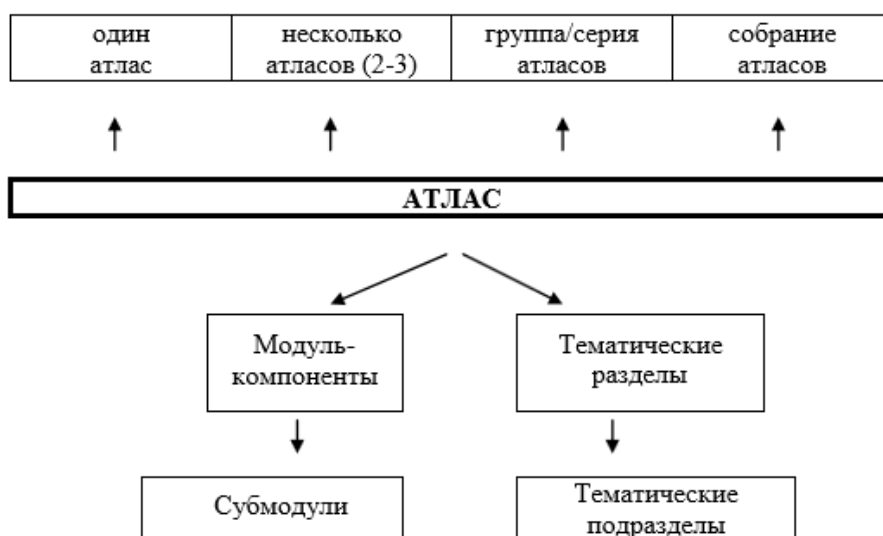 один
атлас
несколько
атласов (2-3)
группа/серия
атласов
собрание
атласов
АТЛАС
Модуль-
компоненты
Тематические
разделы
Субмодули
Тематические
подразделы